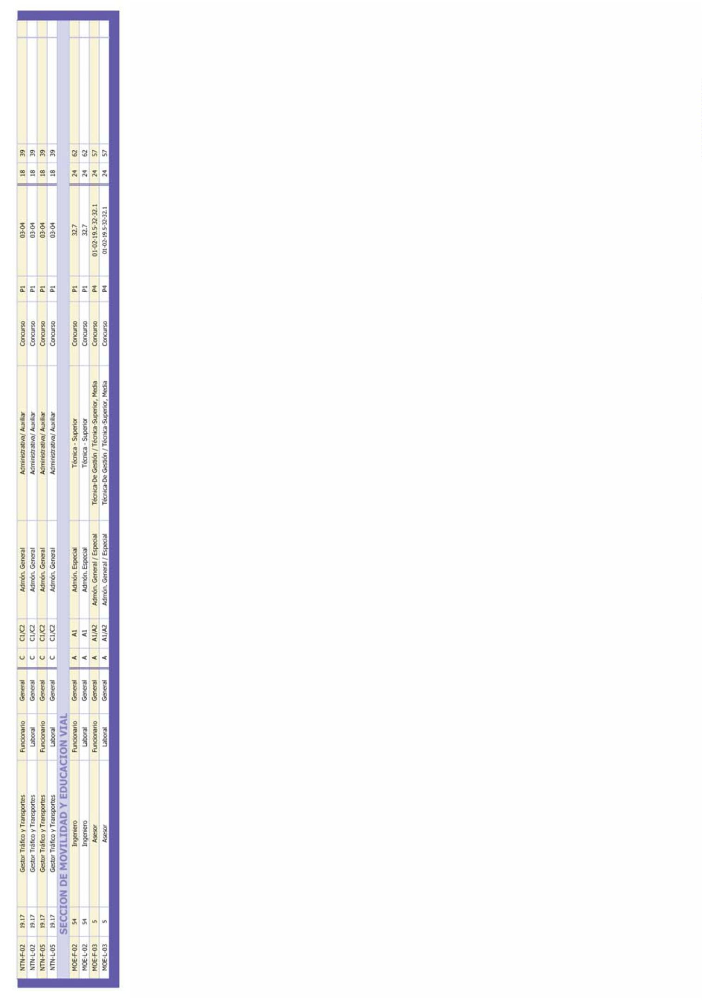 NTN-F-02 19.17 Gestor Tráfico y Transportes Funcionario General C C1/C2 Admón. General Administrativa/ Auxiliar Concurso P1 03-04 18 39
NTN-L-02 19.17 Gestor Tráfico y Transportes Laboral General C C1/C2 Admón. General Administrativa/ Auxiliar Concurso P1 03-04 18 39
NTN-F-05 19.17 Gestor Tráfico y Transportes Funcionario General C C1/C2 Admón. General Administrativa/ Auxiliar Concurso P1 03-04 18 39
NTN-L-05 19.17 Gestor Tráfico y Transportes Laboral General C C1/C2 Admón. General Administrativa/ Auxiliar Concurso P1 03-04 18 39
SECCION DE MOVILIDAD Y EDUCACION VIAL
MOE-F-02 54 Ingeniero Funcionario General A A1 Admón. Especial Técnica - Superior Concurso P1 32.7 24 62
MOE-L-02 54 Ingeniero Laboral General A A1 Admón. Especial Técnica - Superior Concurso P1 32.7 24 62
MOE-F-03 5 Asesor Funcionario General A A1/A2 Admón. General / Especial Técnica-De Gestión / Técnica-Superior, Media Concurso P4 01-02-19.5-32-32.1 24 57
MOE-L-03 5 Asesor Laboral General A A1/A2 Admón. General / Especial Técnica-De Gestión / Técnica-Superior, Media Concurso P4 01-02-19.5-32-32.1 24 57